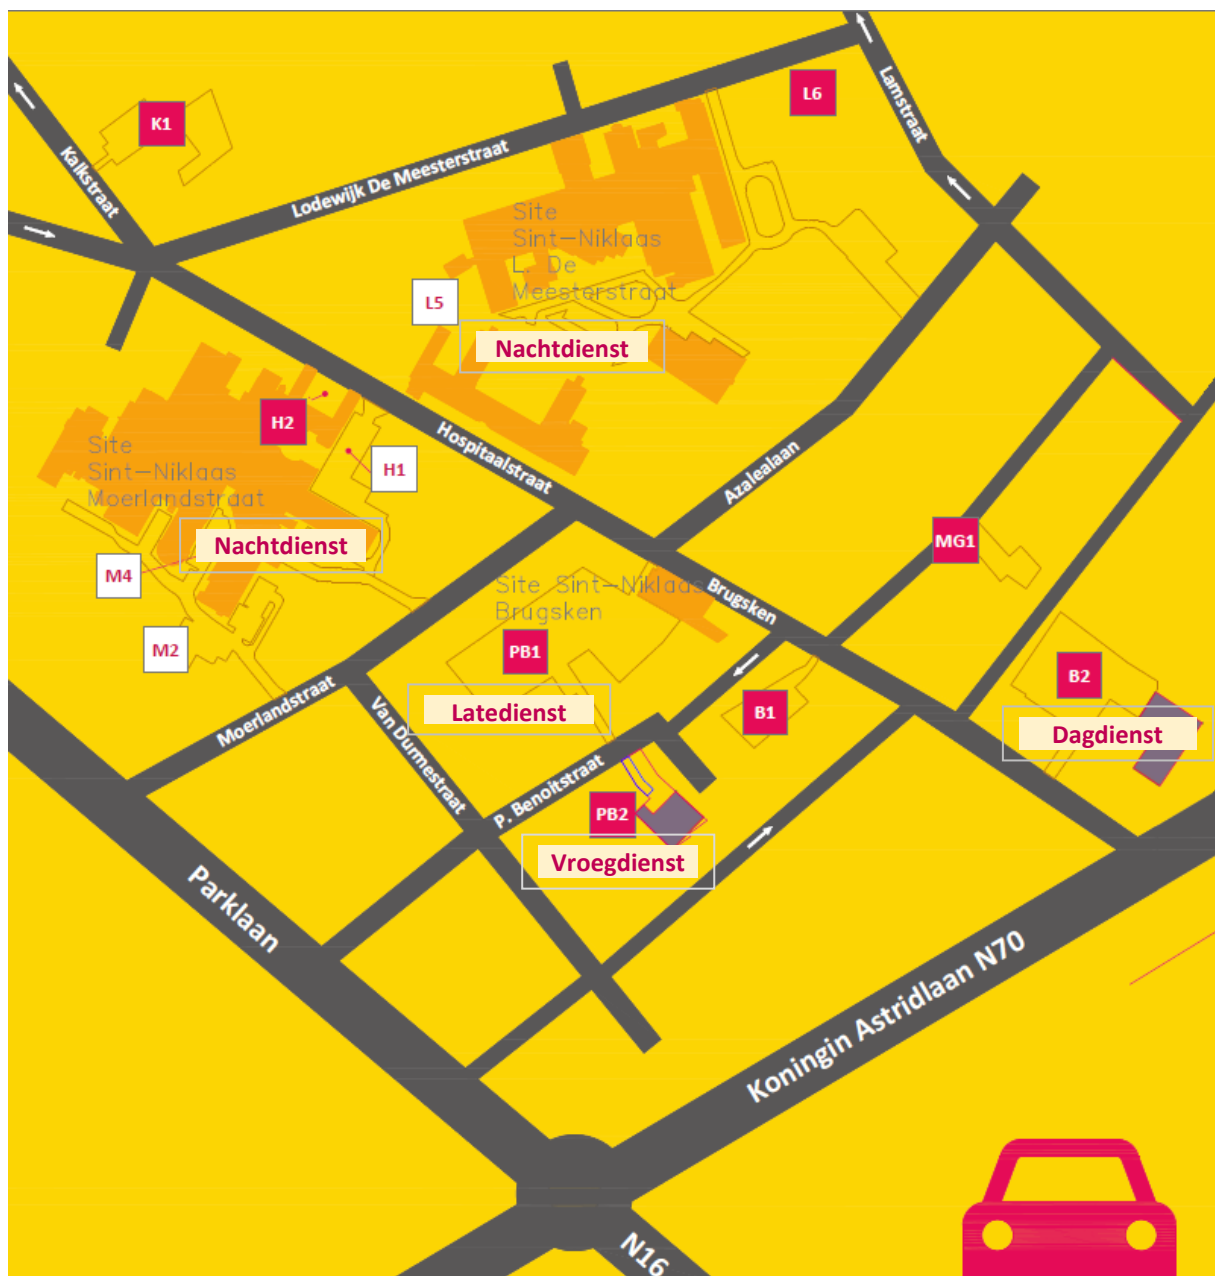 L6
Lamstraat
K1
Kalkstraat
Lodewijk De Meesterstraat
Site
Sint-Niklaas
L. De
Meesterstraat
L5
Nachtdienst
H2
Hospitaalstraat
H1
Site
Sint-Niklaas
Moerlandstraat
Nachtdienst
Azalealaan
MG1
M4
M2
Site Sint-Niklaas
Brugsken
Brugsken
PB1
B2
Latedienst
B1
Dagdienst
Moerlandstraat
Van Durmestraat
P. Benoitstraat
PB2
Vroegdienst
Parklaan
Koningin Astridlaan N70
N16